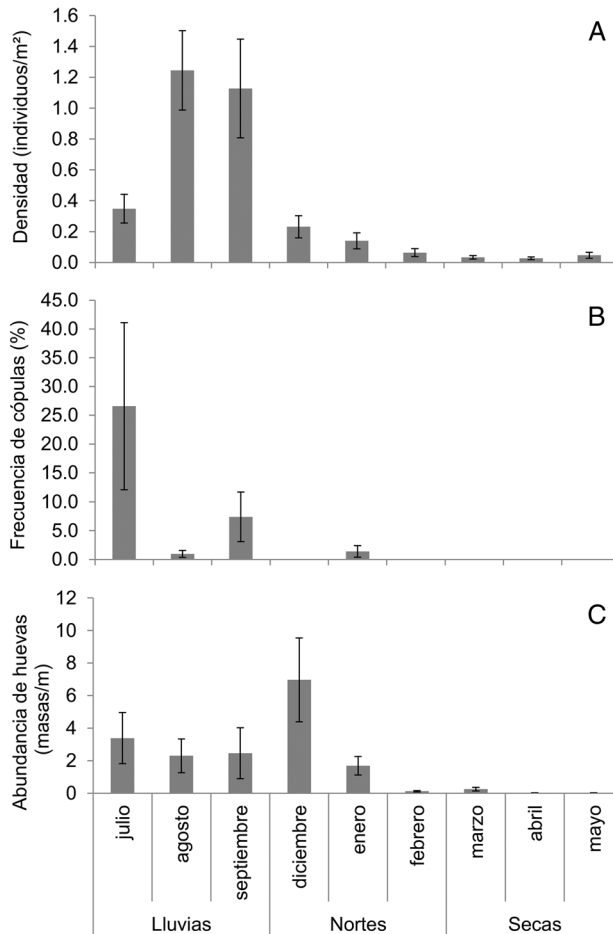 A
Densidad (individuos/m²)
1.6
1.4
1.2
1.0
0.8
0.6
0.4
0.2
0.0
B
Frecuencia de cópulas (%)
45.0
40.0
35.0
30.0
25.0
20.0
15.0
10.0
5.0
0.0
C
Abundancia de huevas
(masas/m)
12
10
8
6
4
2
0
julio
agosto
septiembre
diciembre
enero
febrero
marzo
abril
mayo
Lluvias
Nortes
Secas